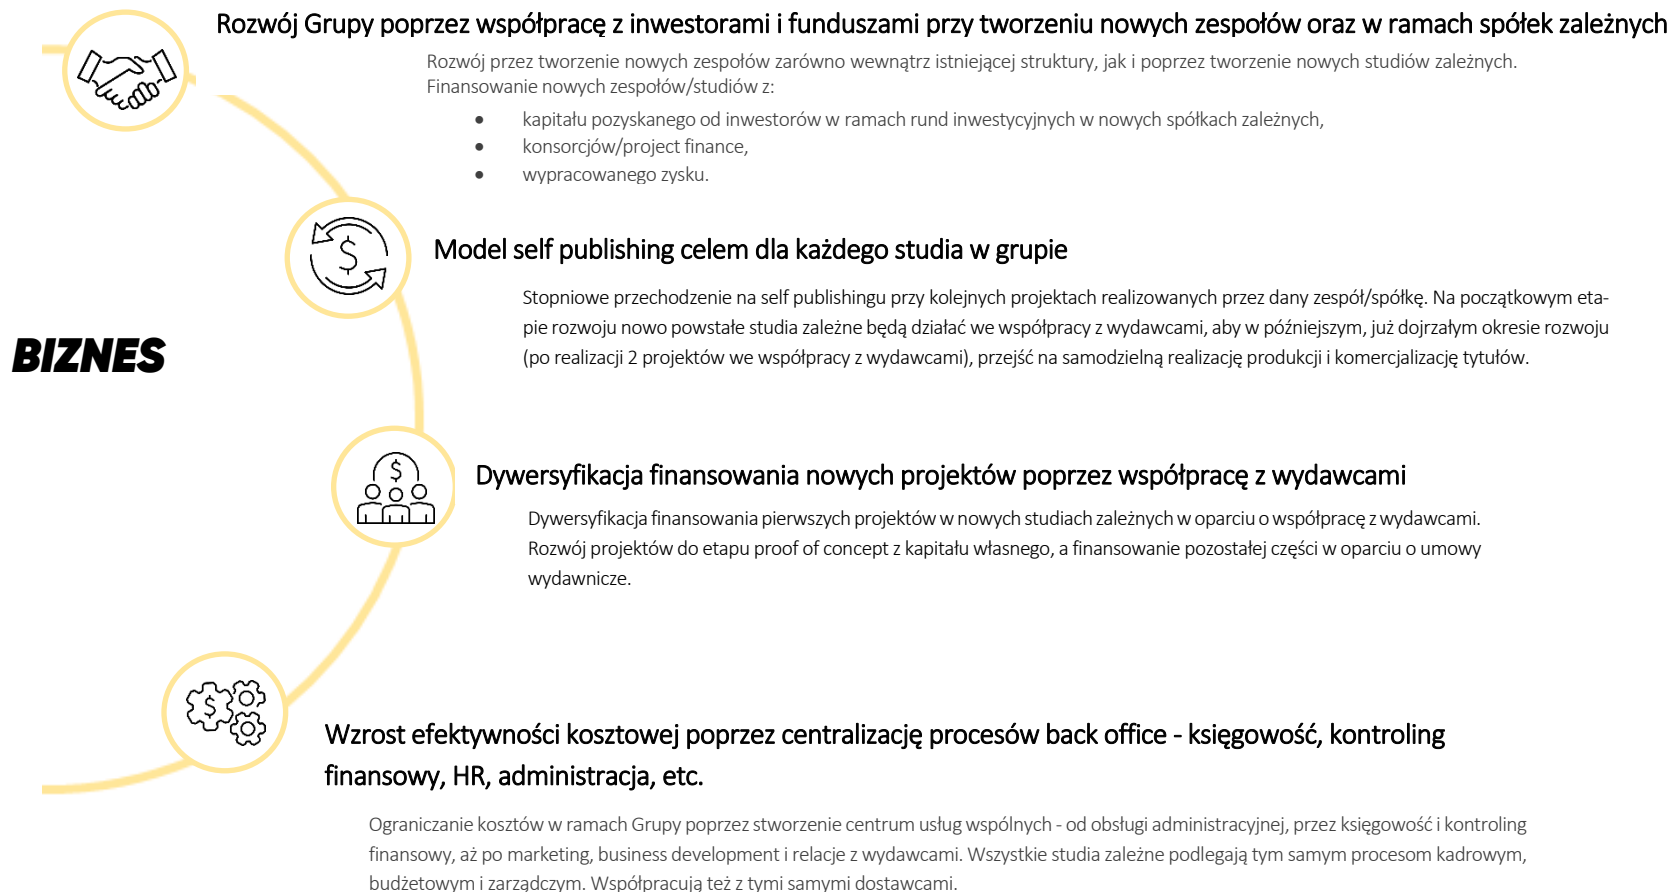 Rozwój Grupy poprzez współpracę z inwestorami i funduszami przy tworzeniu nowych zespołów oraz w ramach spółek zależnych
Rozwój przez tworzenie nowych zespołów zarówno wewnątrz istniejącej struktury, jak i poprzez tworzenie nowych studiów zależnych.
Finansowanie nowych zespołów/studiów z:
• kapitału pozyskanego od inwestorów w ramach rund inwestycyjnych w nowych spółkach zależnych,
• konsorcjów/project finance,
• wypracowanego zysku.
$
Model self publishing celem dla każdego studia w grupie
Stopniowe przechodzenie na self publishingu przy kolejnych projektach realizowanych przez dany zespół/spółkę. Na początkowym eta-
pie rozwoju nowo powstałe studia zależne będą działać we współpracy z wydawcami, aby w późniejszym, już dojrzałym okresie rozwoju
(po realizacji 2 projektów we współpracy z wydawcami), przejść na samodzielną realizację produkcji i komercjalizację tytułów.
BIZNES
$
Dywersyfikacja finansowania nowych projektów poprzez współpracę z wydawcami
Dywersyfikacja finansowania pierwszych projektów w nowych studiach zależnych w oparciu o współpracę z wydawcami.
Rozwój projektów do etapu proof of concept z kapitału własnego, a finansowanie pozostałej części w oparciu o umowy
wydawnicze.
$
Wzrost efektywności kosztowej poprzez centralizację procesów back office - księgowość, kontroling
finansowy, HR, administracja, etc.
Ograniczanie kosztów w ramach Grupy poprzez stworzenie centrum usług wspólnych - od obsługi administracyjnej, przez księgowość i kontroling
finansowy, aż po marketing, business development i relacje z wydawcami. Wszystkie studia zależne podlegają tym samym procesom kadrowym,
budżetowym i zarządczym. Współpracują też z tymi samymi dostawcami.